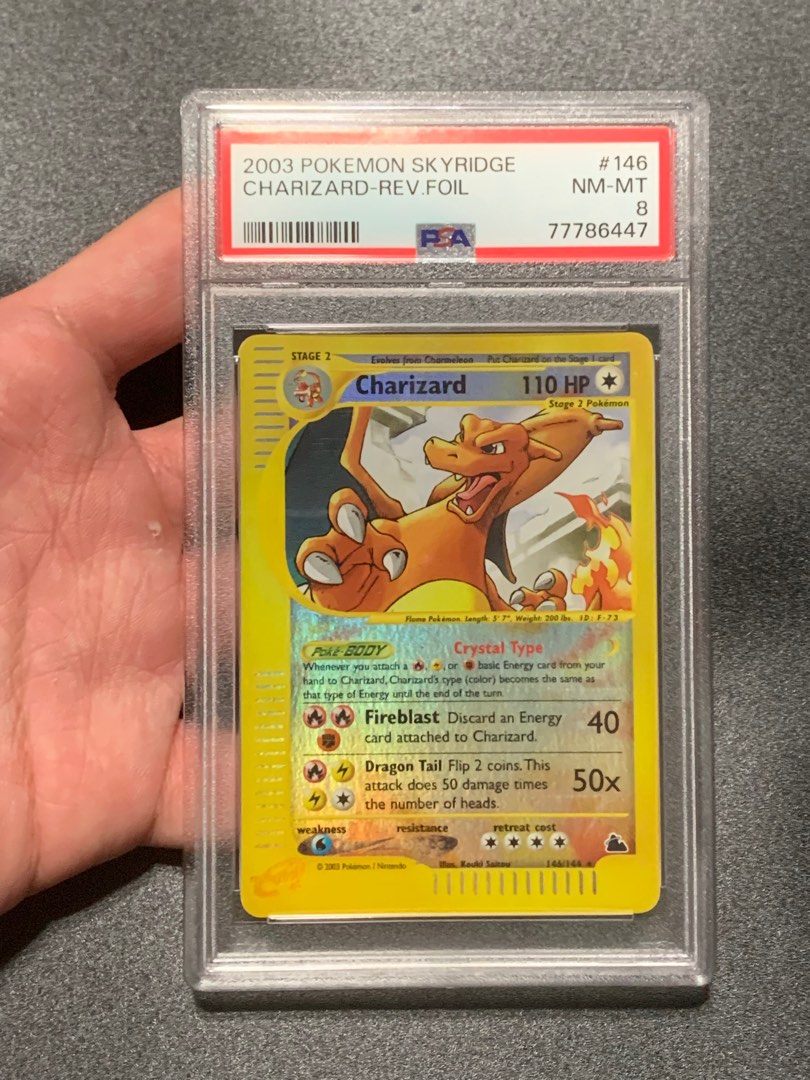 2003 POKEMON SKYRIDGE #146
CHARIZARD-REV.FOIL NM-MT
8
PSA 77786447
STAGE 2 Evolves from Charmeleon Put Charizard on the Stage 1 card
Charizard 110 HP
Stage 2 Pokémon
Flame Pokémon. Length: 5' 7", Weight: 200 lbs. ID: F-73
Poké-BODY Crystal Type
Whenever you attach a , , or basic Energy card from your
hand to Charizard, Charizard's type (color) becomes the same as
that type of Energy until the end of the turn.
Fireblast Discard an Energy 40
card attached to Charizard.
Dragon Tail Flip 2 coins. This 50x
attack does 50 damage times
the number of heads.
weakness resistance retreat cost
© 2003 Pokémon / Nintendo Illus. Kouki Saitou 146/144